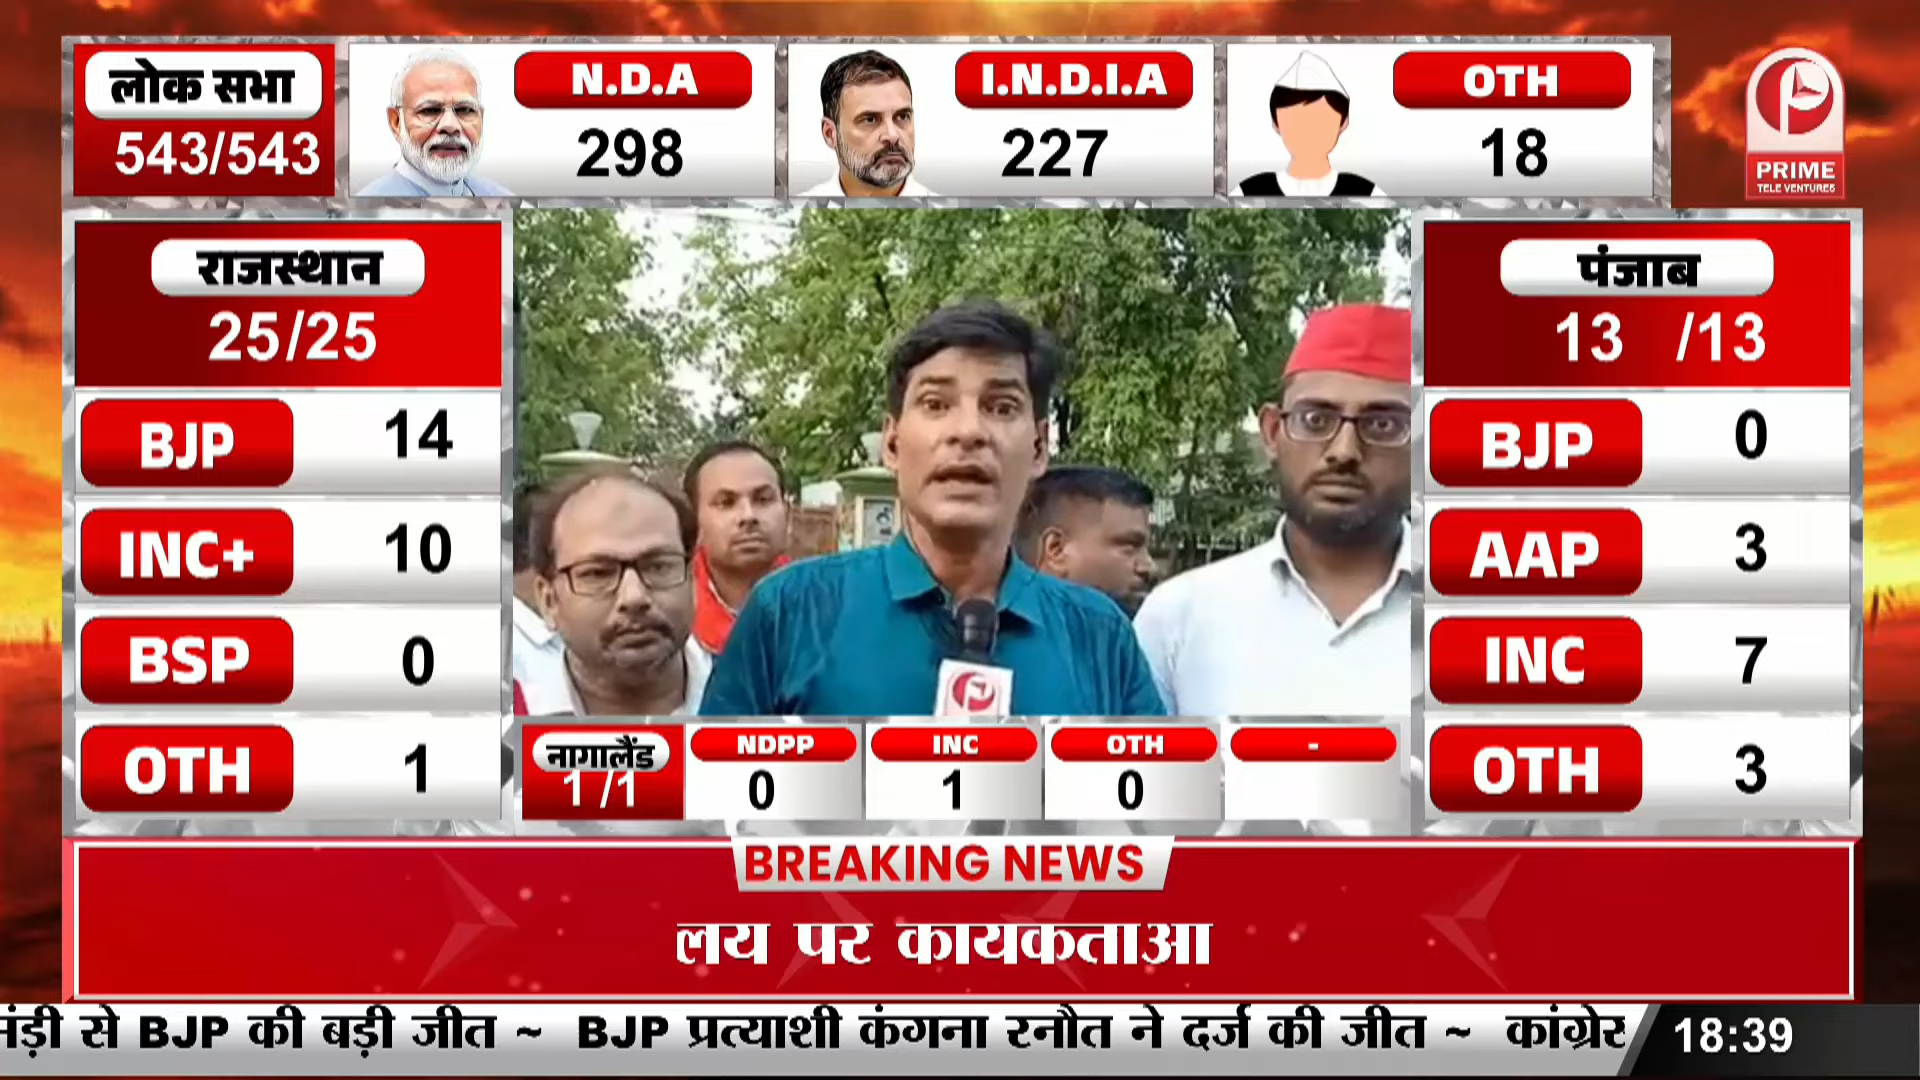 लोक सभा
543/543
N.D.A
298
I.N.D.I.A
227
OTH
18
PRIME
TELE VENTURES
राजस्थान
25/25
BJP 14
INC+ 10
BSP 0
OTH 1
पंजाब
13 /13
BJP 0
AAP 3
INC 7
OTH 3
नागालैंड
1 /1
NDPP
0
INC
1
OTH
0
-
BREAKING NEWS
लय पर कायकताआ
मंड़ी से BJP की बड़ी जीत ~ BJP प्रत्याशी कंगना रनौत ने दर्ज की जीत ~ कांग्रेस
18:39